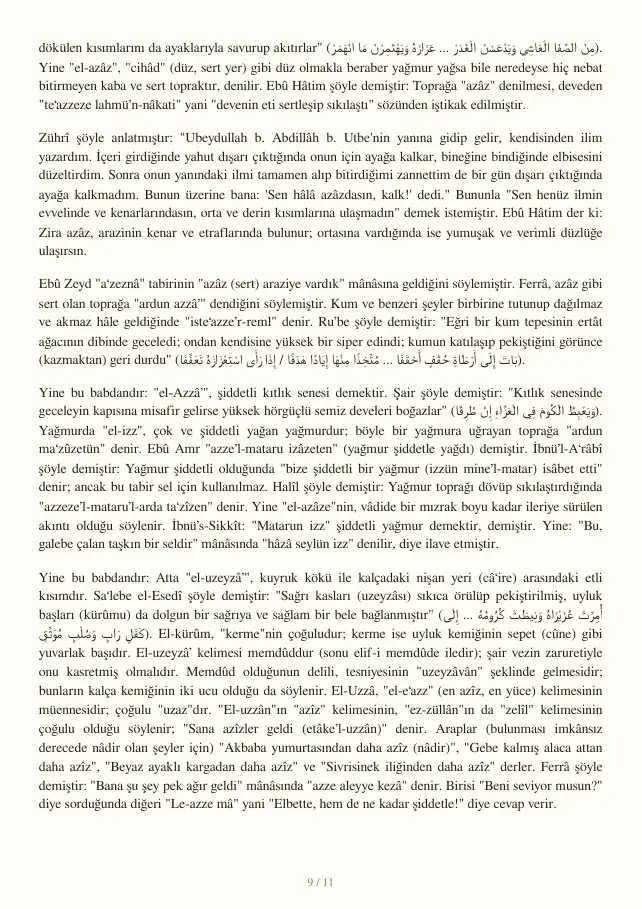 dökülen kısımlarını da ayaklarıyla savurup akıtırlar" (مِنَ الصَّفَا الْعَاسِي وَيَدْعَسْنَ الْغَدَرْ ... عَزَازَهُ وَيَهْتَمِرْنَ مَا انْهَمَرْ).
Yine "el-azâz", "cihâd" (düz, sert yer) gibi düz olmakla beraber yağmur yağsa bile neredeyse hiç nebat
bitirmeyen kaba ve sert topraktır, denilir. Ebû Hâtim şöyle demiştir: Toprağa "azâz" denilmesi, deveden
"te‘azzeze lahmü’n-nâkati" yani "devenin eti sertleşip sıkılaştı" sözünden iştikak edilmiştir.
Zührî şöyle anlatmıştır: "Ubeydullah b. Abdillâh b. Utbe'nin yanına gidip gelir, kendisinden ilim
yazardım. İçeri girdiğinde yahut dışarı çıktığında onun için ayağa kalkar, bineğine bindiğinde elbisesini
düzeltirdim. Sonra onun yanındaki ilmi tamamen alıp bitirdiğimi zannettim de bir gün dışarı çıktığında
ayağa kalkmadım. Bunun üzerine bana: 'Sen hâlâ azâzdasın, kalk!' dedi." Bununla "Sen henüz ilmin
evvelinde ve kenarlarındasın, orta ve derin kısımlarına ulaşmadın" demek istemiştir. Ebû Hâtim der ki:
Zira azâz, arazinin kenar ve etraflarında bulunur; ortasına vardığında ise yumuşak ve verimli düzlüğe
ulaşırsın.
Ebû Zeyd "a‘zeznâ" tabirinin "azâz (sert) araziye vardık" mânâsına geldiğini söylemiştir. Ferrâ, azâz gibi
sert olan toprağa "ardun azzâ’" dendiğini söylemiştir. Kum ve benzeri şeyler birbirine tutunup dağılmaz
ve akmaz hâle geldiğinde "iste‘azze’r-reml" denir. Ru’be şöyle demiştir: "Eğri bir kum tepesinin ertât
ağacının dibinde geceledi; ondan kendisine yüksek bir siper edindi; kumun katılaşıp pekiştiğini görünce
(kazmaktan) geri durdu" (بَاتَ إِلَى أَرْطَاةِ حُقْفٍ أَحْقَفَا ... مُتَّخِذًا مِنْهَا إِيَادًا هَدَفًا / إِذَا رَأَى اسْتِعْزَازَهُ تَعَفَّفَا).
Yine bu babdandır: "el-Azzâ’", şiddetli kıtlık senesi demektir. Şair şöyle demiştir: "Kıtlık senesinde
geceleyin kapısına misafir gelirse yüksek hörgüçlü semiz develeri boğazlar" (وَيَعْبِطُ الْكُومَ فِي الْعَزَّاءِ إِنْ طُرِقَا).
Yağmurda "el-izz", çok ve şiddetli yağan yağmurdur; böyle bir yağmura uğrayan toprağa "ardun
ma‘zûzetün" denir. Ebû Amr "azze’l-mataru izâzeten" (yağmur şiddetle yağdı) demiştir. İbnü’l-A‘râbî
şöyle demiştir: Yağmur şiddetli olduğunda "bize şiddetli bir yağmur (izzün mine’l-matar) isâbet etti"
denir; ancak bu tabir sel için kullanılmaz. Halîl şöyle demiştir: Yağmur toprağı dövüp sıkılaştırdığında
"azzeze’l-mataru’l-arda ta‘zîzen" denir. Yine "el-azâze"nin, vâdide bir mızrak boyu kadar ileriye sürülen
akıntı olduğu söylenir. İbnü’s-Sikkît: "Matarun izz" şiddetli yağmur demektir, demiştir. Yine: "Bu,
galebe çalan taşkın bir seldir" mânâsında "hâzâ seylün izz" denilir, diye ilave etmiştir.
Yine bu babdandır: Atta "el-uzeyzâ’", kuyruk kökü ile kalçadaki nişan yeri (câ‘ire) arasındaki etli
kısımdır. Sa‘lebe el-Esedî şöyle demiştir: "Sağrı kasları (uzeyzâsı) sıkıca örülüp pekiştirilmiş, uyluk
başları (kürûmu) da dolgun bir sağrıya ve sağlam bir bele bağlanmıştır" (أُمِرَّتْ عُزَيْزَاهُ وَنِيطَتْ كُرُومُهُ ... إِلَى
كَفَلٍ رَابٍ وَصُلْبٍ مُوَثَّقِ). El-kürûm, "kerme"nin çoğuludur; kerme ise uyluk kemiğinin sepet (cûne) gibi
yuvarlak başıdır. El-uzeyzâ’ kelimesi memdûddur (sonu elif-i memdûde iledir); şair vezin zaruretiyle
onu kasretmiş olmalıdır. Memdûd olduğunun delili, tesniyesinin "uzeyzâvân" şeklinde gelmesidir;
bunların kalça kemiğinin iki ucu olduğu da söylenir. El-Uzzâ, "el-e‘azz" (en azîz, en yüce) kelimesinin
müennesidir; çoğulu "uzaz"dır. "El-uzzân"ın "azîz" kelimesinin, "ez-züllân"ın da "zelîl" kelimesinin
çoğulu olduğu söylenir; "Sana azîzler geldi (etâke’l-uzzân)" denir. Araplar (bulunması imkânsız
derecede nâdir olan şeyler için) "Akbaba yumurtasından daha azîz (nâdir)", "Gebe kalmış alaca attan
daha azîz", "Beyaz ayaklı kargadan daha azîz" ve "Sivrisinek iliğinden daha azîz" derler. Ferrâ şöyle
demiştir: "Bana şu şey pek ağır geldi" mânâsında "azze aleyye kezâ" denir. Birisi "Beni seviyor musun?"
diye sorduğunda diğeri "Le-azze mâ" yani "Elbette, hem de ne kadar şiddetle!" diye cevap verir.
9 / 11